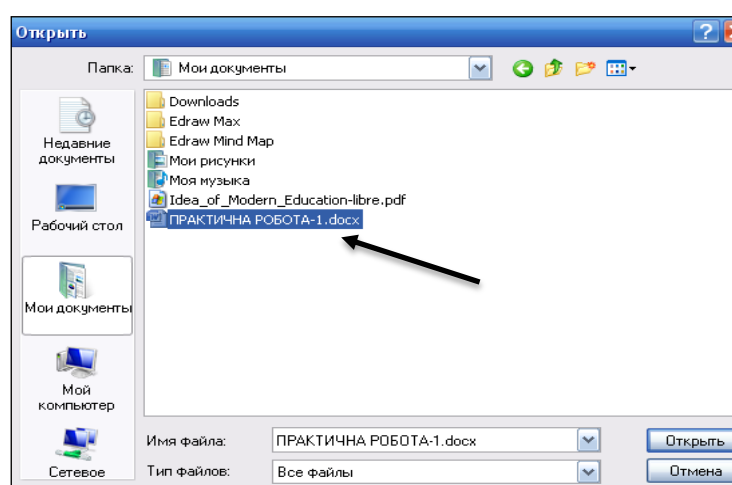 Открыть
Папка: Мои документы
Недавние документы
Рабочий стол
Мои документы
Мой компьютер
Сетевое
Downloads
Edraw Max
Edraw Mind Map
Мои рисунки
Моя музыка
Idea_of_Modern_Education-libre.pdf
ПРАКТИЧНА РОБОТА-1.docx
Имя файла: ПРАКТИЧНА РОБОТА-1.docx Открыть
Тип файлов: Все файлы Отмена